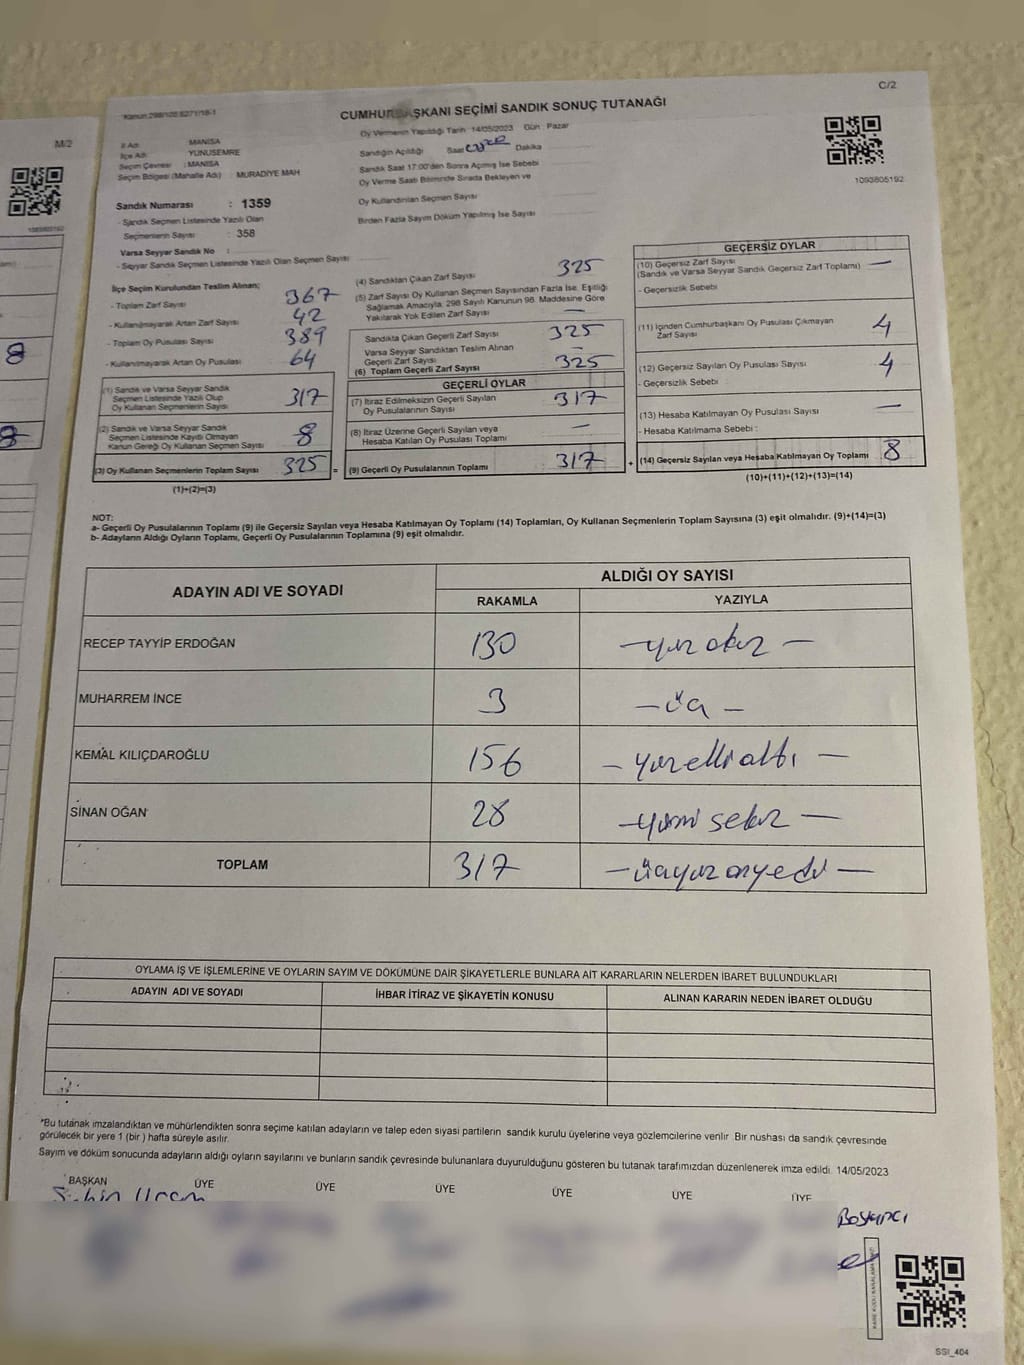 C/2
Kanun:298/105 6271/16-1
CUMHURBAŞKANI SEÇİMİ SANDIK SONUÇ TUTANAĞI
M/2
İl Adı : MANİSA
İlçe Adı : YUNUSEMRE
Seçim Çevresi : MANİSA
Seçim Bölgesi (Mahalle Adı) : MURADİYE MAH
Oy Vermenin Yapıldığı Tarih : 14/05/2023 Gün : Pazar
Sandığın Açıldığı Saat Dakika
Sandık Saat 17:00'den Sonra Açılmış İse Sebebi
Oy Verme Saati Bitiminde Sırada Bekleyen ve
Oy Kullandırılan Seçmen Sayısı
Birden Fazla Sayım Döküm Yapılmış İse Sayısı
1093805192
Sandık Numarası : 1359
- Sandık Seçmen Listesinde Yazılı Olan
Seçmenlerin Sayısı : 358
Varsa Seyyar Sandık No :
- Seyyar Sandık Seçmen Listesinde Yazılı Olan Seçmen Sayısı
İlçe Seçim Kurulundan Teslim Alınan;
- Toplam Zarf Sayısı 367
- Kullanılmayarak Artan Zarf Sayısı 42
- Toplam Oy Pusulası Sayısı 389
- Kullanılmayarak Artan Oy Pusulası 64
(1) Sandık ve Varsa Seyyar Sandık
Seçmen Listesinde Yazılı Olup
Oy Kullanan Seçmenlerin Sayısı 317
(2) Sandık ve Varsa Seyyar Sandık
Seçmen Listesinde Kayıtlı Olmayan
Kanun Gereği Oy Kullanan Seçmen Sayısı 8
(3) Oy Kullanan Seçmenlerin Toplam Sayısı 325 =
(1)+(2)=(3)
(4) Sandıktan Çıkan Zarf Sayısı 325
(5) Zarf Sayısı Oy Kullanan Seçmen Sayısından Fazla İse, Eşitliği
Sağlamak Amacıyla, 298 Sayılı Kanunun 98. Maddesine Göre
Yakılarak Yok Edilen Zarf Sayısı —
Sandıkta Çıkan Geçerli Zarf Sayısı 325
Varsa Seyyar Sandıktan Teslim Alınan
Geçerli Zarf Sayısı —
(6) Toplam Geçerli Zarf Sayısı 325
GEÇERLİ OYLAR
(7) İtiraz Edilmeksizin Geçerli Sayılan
Oy Pusulalarının Sayısı 317
(8) İtiraz Üzerine Geçerli Sayılan veya
Hesaba Katılan Oy Pusulası Toplamı —
(9) Geçerli Oy Pusulalarının Toplamı 317 +
GEÇERSİZ OYLAR
(10) Geçersiz Zarf Sayısı —
(Sandık ve Varsa Seyyar Sandık Geçersiz Zarf Toplamı)
- Geçersizlik Sebebi
(11) İçinden Cumhurbaşkanı Oy Pusulası Çıkmayan
Zarf Sayısı 4
(12) Geçersiz Sayılan Oy Pusulası Sayısı 4
- Geçersizlik Sebebi
(13) Hesaba Katılmayan Oy Pusulası Sayısı —
- Hesaba Katılmama Sebebi :
(14) Geçersiz Sayılan veya Hesaba Katılmayan Oy Toplamı 8
(10)+(11)+(12)+(13)=(14)
8
8
NOT:
a- Geçerli Oy Pusulalarının Toplamı (9) ile Geçersiz Sayılan veya Hesaba Katılmayan Oy Toplamı (14) Toplamları, Oy Kullanan Seçmenlerin Toplam Sayısına (3) eşit olmalıdır. (9)+(14)=(3)
b- Adayların Aldığı Oyların Toplamı, Geçerli Oy Pusulalarının Toplamına (9) eşit olmalıdır.
ADAYIN ADI VE SOYADI
ALDIĞI OY SAYISI
RAKAMLA YAZIYLA
RECEP TAYYİP ERDOĞAN 130 — yüz otuz —
MUHARREM İNCE 3 — üç —
KEMAL KILIÇDAROĞLU 156 — yüzelli altı —
SİNAN OĞAN 28 — yirmi sekiz —
TOPLAM 317 — üçyüz onyedi —
OYLAMA İŞ VE İŞLEMLERİNE VE OYLARIN SAYIM VE DÖKÜMÜNE DAİR ŞİKAYETLERLE BUNLARA AİT KARARLARIN NELERDEN İBARET BULUNDUKLARI
ADAYIN ADI VE SOYADI İHBAR İTİRAZ VE ŞİKAYETİN KONUSU ALINAN KARARIN NEDEN İBARET OLDUĞU
*Bu tutanak imzalandıktan ve mühürlendikten sonra seçime katılan adayların ve talep eden siyasi partilerin sandık kurulu üyelerine veya gözlemcilerine verilir. Bir nüshası da sandık çevresinde
görülecek bir yere 1 (bir ) hafta süreyle asılır.
Sayım ve döküm sonucunda adayların aldığı oyların sayılarını ve bunların sandık çevresinde bulunanlara duyurulduğunu gösteren bu tutanak tarafımızdan düzenlenerek imza edildi. 14/05/2023
BAŞKAN ÜYE ÜYE ÜYE ÜYE ÜYE ÜYE
SSI_404